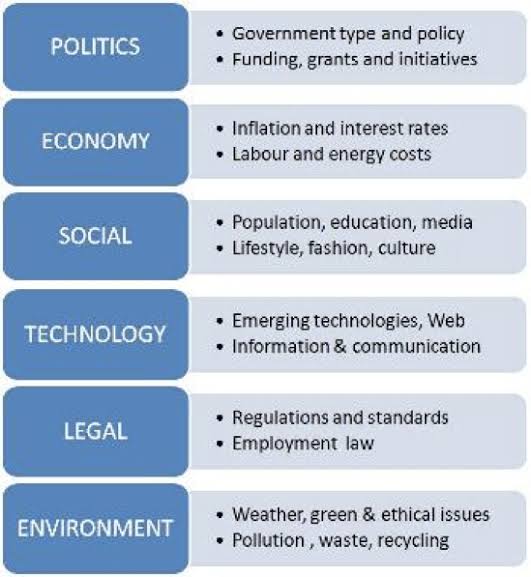 POLITICS
• Government type and policy
• Funding, grants and initiatives
ECONOMY
• Inflation and interest rates
• Labour and energy costs
SOCIAL
• Population, education, media
• Lifestyle, fashion, culture
TECHNOLOGY
• Emerging technologies, Web
• Information & communication
LEGAL
• Regulations and standards
• Employment law
ENVIRONMENT
• Weather, green & ethical issues
• Pollution , waste, recycling